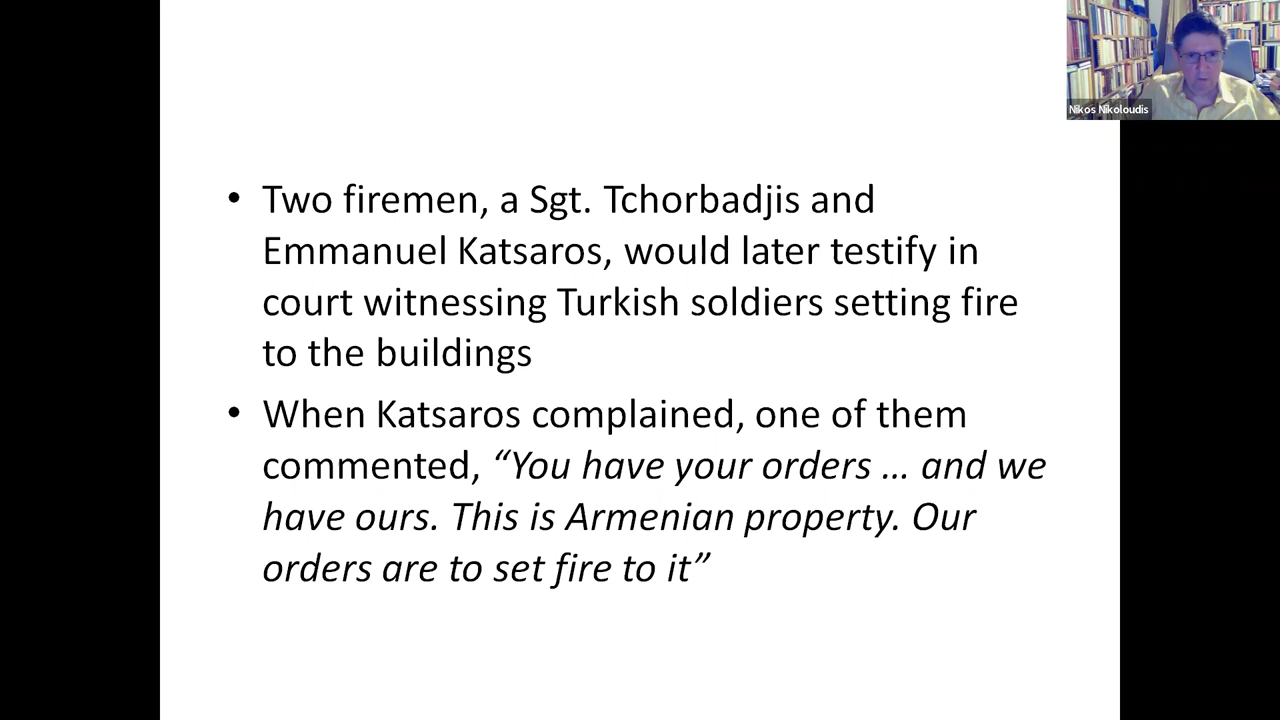 Nikos Nikoloudis
• Two firemen, a Sgt. Tchorbadjis and
Emmanuel Katsaros, would later testify in
court witnessing Turkish soldiers setting fire
to the buildings
• When Katsaros complained, one of them
commented, “You have your orders … and we
have ours. This is Armenian property. Our
orders are to set fire to it”